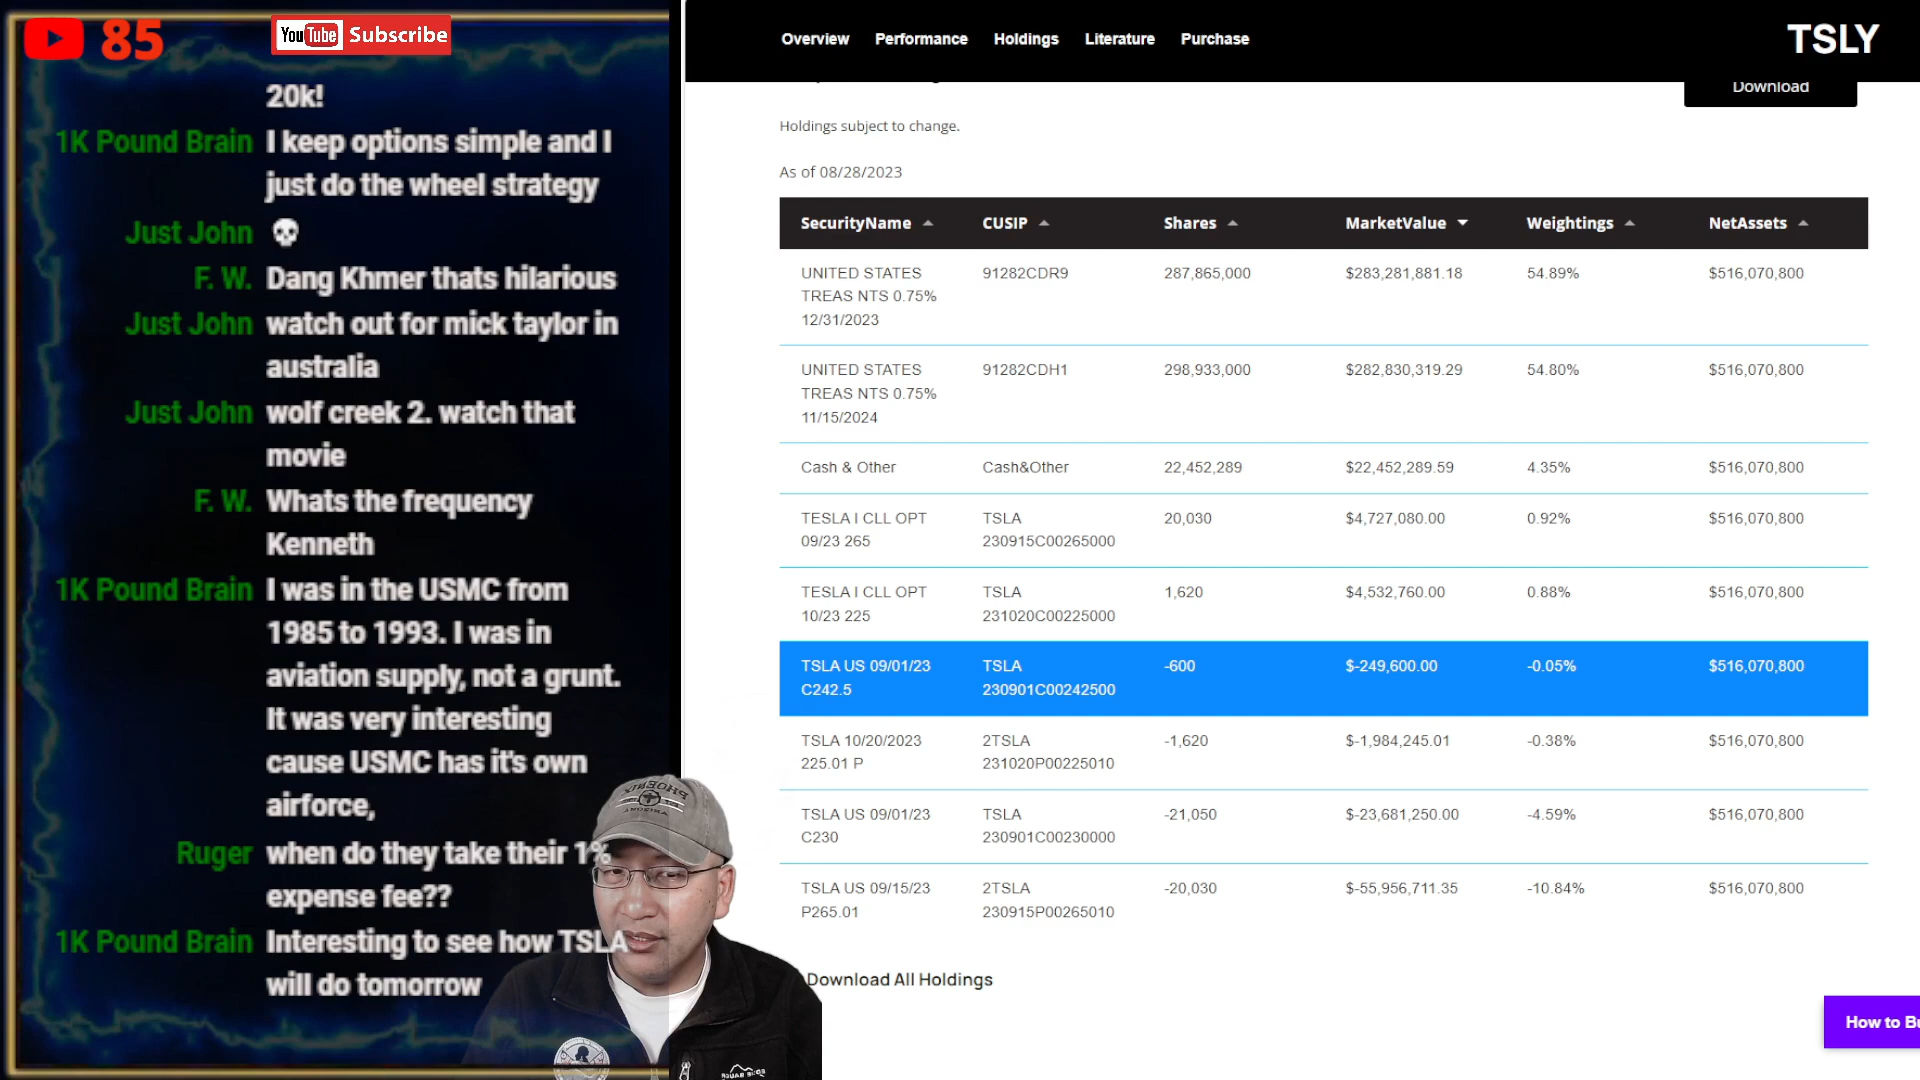 85
YouTube Subscribe
20k!
1K Pound Brain I keep options simple and I
just do the wheel strategy
Just John 💀
F. W. Dang Khmer thats hilarious
Just John watch out for mick taylor in
australia
Just John wolf creek 2. watch that
movie
F. W. Whats the frequency
Kenneth
1K Pound Brain I was in the USMC from
1985 to 1993. I was in
aviation supply, not a grunt.
It was very interesting
cause USMC has it's own
airforce,
Ruger when do they take their 1%
expense fee??
1K Pound Brain Interesting to see how TSLA
will do tomorrow
Overview Performance Holdings Literature Purchase TSLY
Download
Holdings subject to change.
As of 08/28/2023
SecurityName CUSIP Shares MarketValue Weightings NetAssets
UNITED STATES 91282CDR9 287,865,000 $283,281,881.18 54.89% $516,070,800
TREAS NTS 0.75%
12/31/2023
UNITED STATES 91282CDH1 298,933,000 $282,830,319.29 54.80% $516,070,800
TREAS NTS 0.75%
11/15/2024
Cash & Other Cash&Other 22,452,289 $22,452,289.59 4.35% $516,070,800
TESLA I CLL OPT TSLA 20,030 $4,727,080.00 0.92% $516,070,800
09/23 265 230915C00265000
TESLA I CLL OPT TSLA 1,620 $4,532,760.00 0.88% $516,070,800
10/23 225 231020C00225000
TSLA US 09/01/23 TSLA -600 $-249,600.00 -0.05% $516,070,800
C242.5 230901C00242500
TSLA 10/20/2023 2TSLA -1,620 $-1,984,245.01 -0.38% $516,070,800
225.01 P 231020P00225010
TSLA US 09/01/23 TSLA -21,050 $-23,681,250.00 -4.59% $516,070,800
C230 230901C00230000
TSLA US 09/15/23 2TSLA -20,030 $-55,956,711.35 -10.84% $516,070,800
P265.01 230915P00265010
Download All Holdings
How to Bu
PHOENIX
ARIZONA